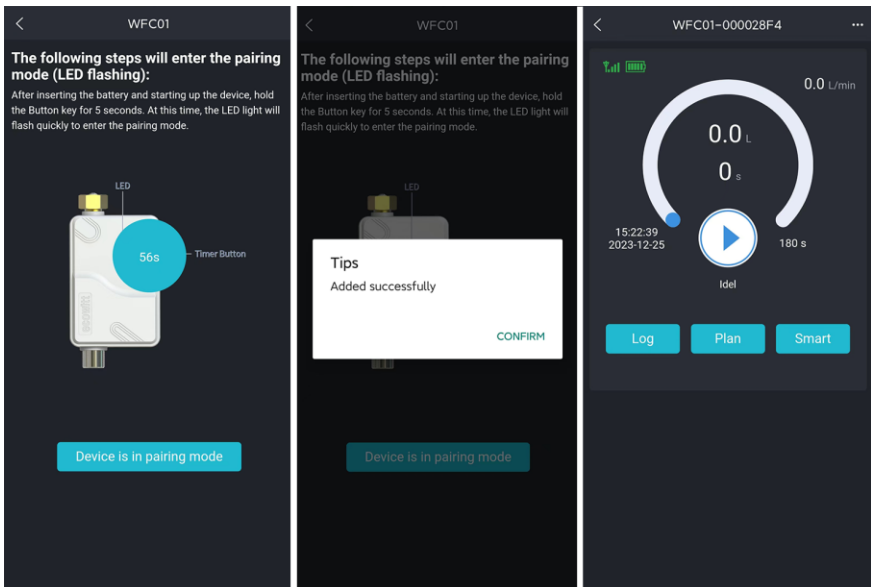 WFC01
The following steps will enter the pairing
mode (LED flashing):
After inserting the battery and starting up the device, hold
the Button key for 5 seconds. At this time, the LED light will
flash quickly to enter the pairing mode.
LED
56s
Timer Button
ecowitt
Device is in pairing mode
WFC01
The following steps will enter the pairing
mode (LED flashing):
After inserting the battery and starting up the device, hold
the Button key for 5 seconds. At this time, the LED light will
flash quickly to enter the pairing mode.
LED
Tips
Added successfully
CONFIRM
Device is in pairing mode
WFC01-000028F4
0.0 L/min
0.0 L
0 s
15:22:39
2023-12-25
180 s
Idel
Log
Plan
Smart